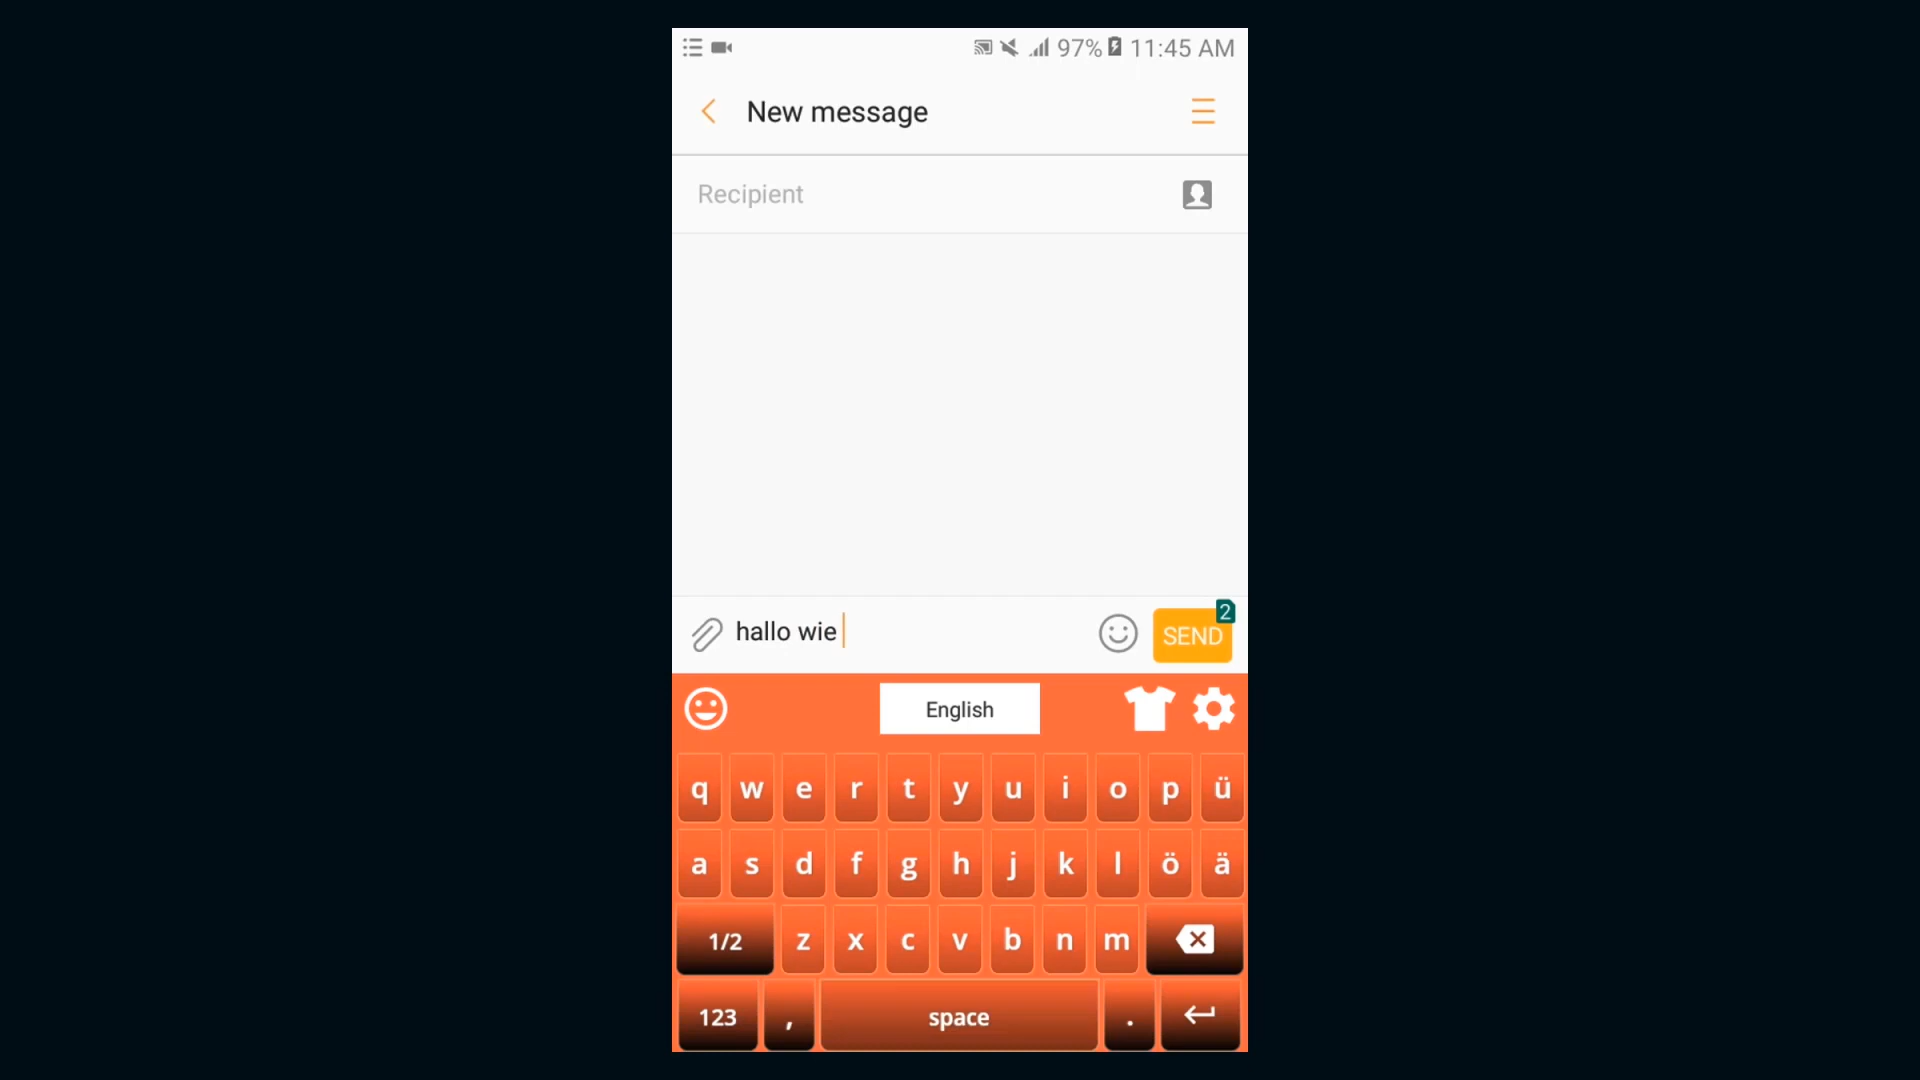 97% 11:45 AM
New message
Recipient
hallo wie
2
SEND
English
q w e r t y u i o p ü
a s d f g h j k l ö ä
1/2 z x c v b n m
123 , space .